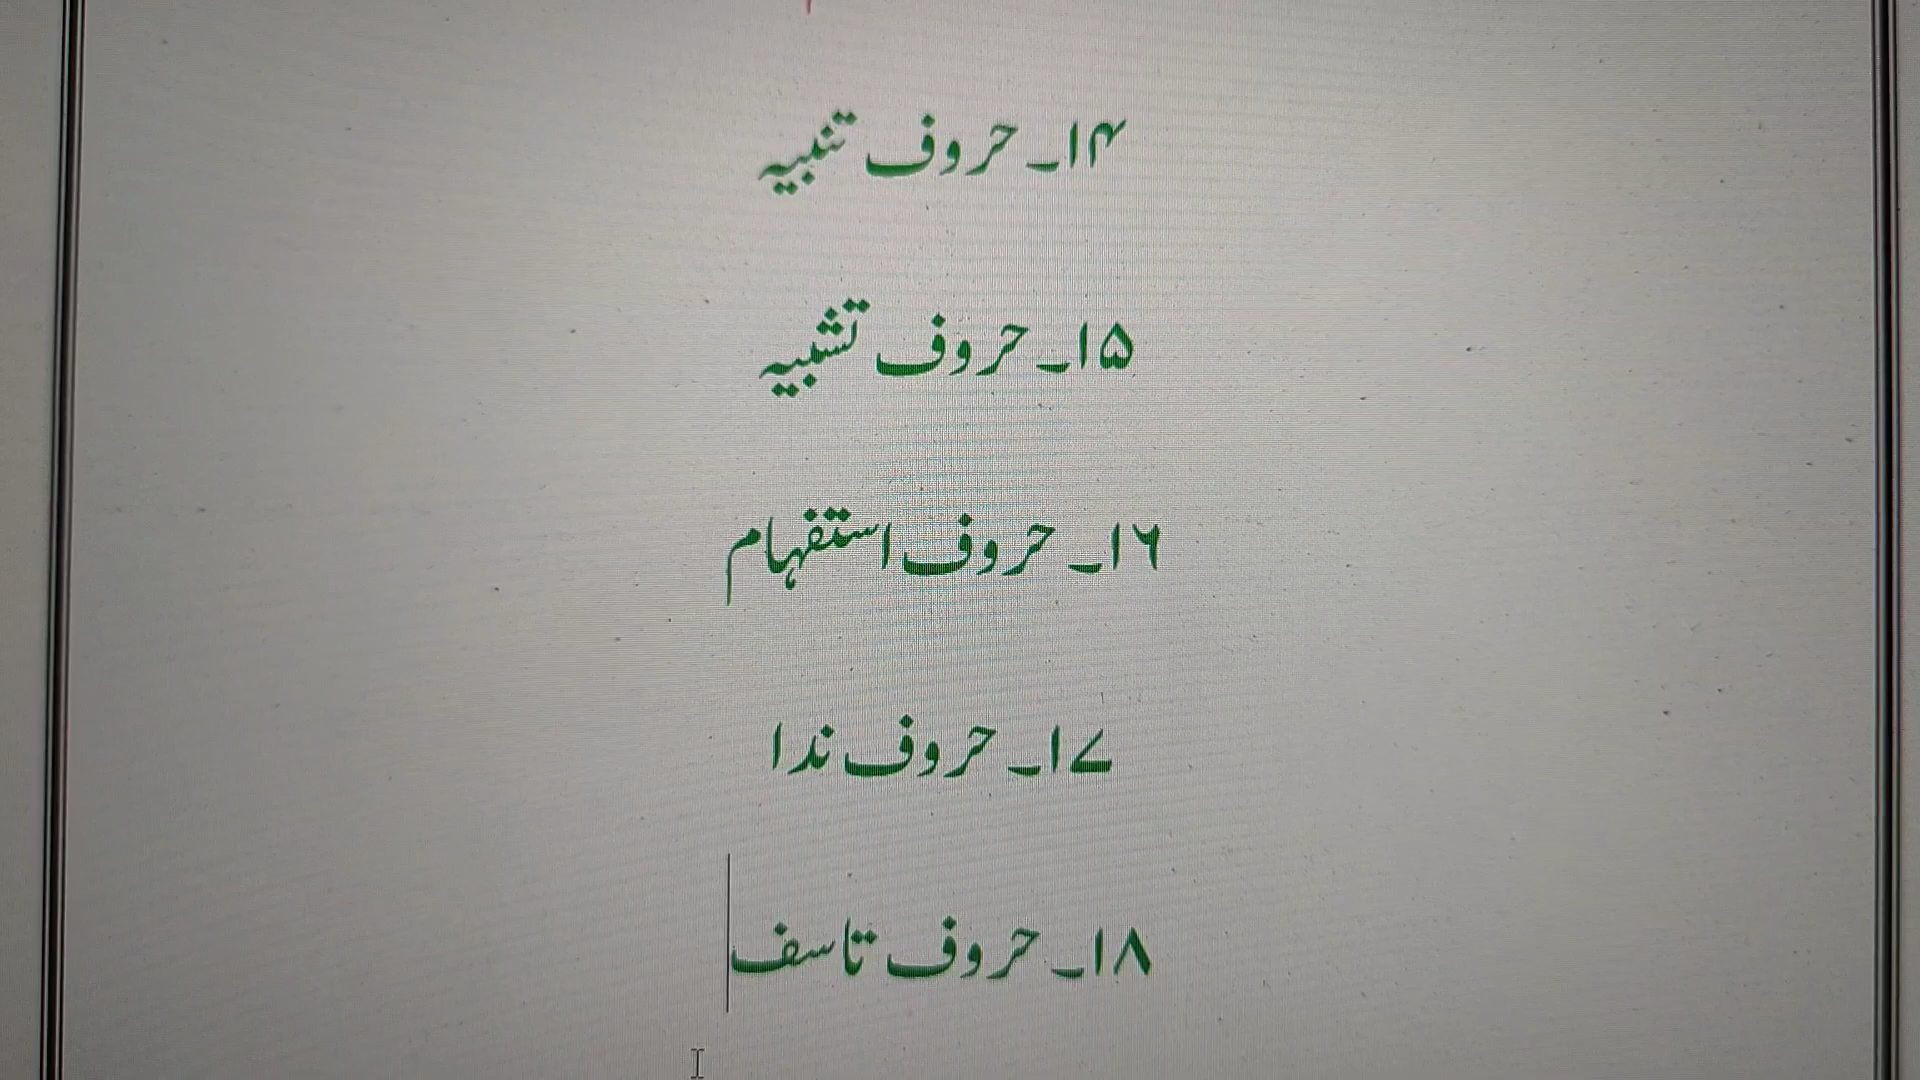 ۱۴۔ حروف تنبیہ
۱۵۔ حروف تشبیہ
۱۶۔ حروف استفہام
۱۷۔ حروف ندا
۱۸۔ حروف تاسف